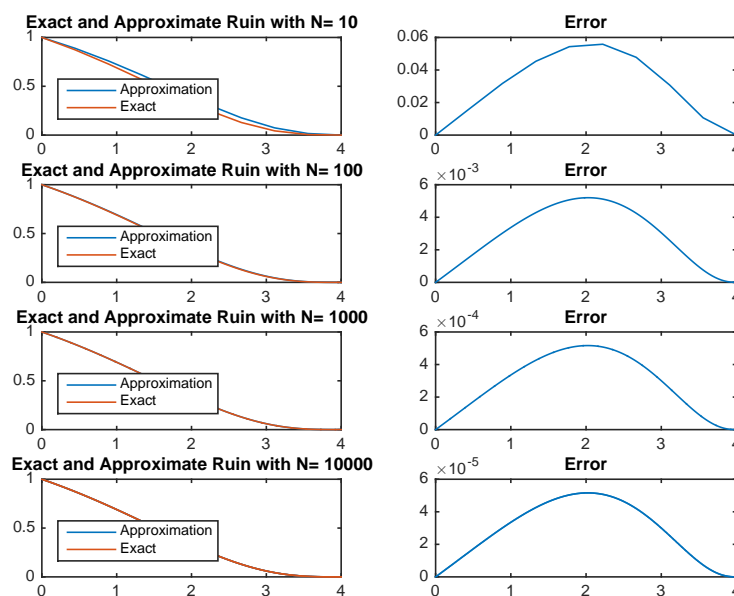 Exact and Approximate Ruin with N= 10
1
0.5
0
0 1 2 3 4
Approximation
Exact
Error
0.06
0.04
0.02
0
0 1 2 3 4
Exact and Approximate Ruin with N= 100
1
0.5
0
0 1 2 3 4
Approximation
Exact
×10⁻³ Error
6
4
2
0
0 1 2 3 4
Exact and Approximate Ruin with N= 1000
1
0.5
0
0 1 2 3 4
Approximation
Exact
×10⁻⁴ Error
6
4
2
0
0 1 2 3 4
Exact and Approximate Ruin with N= 10000
1
0.5
0
0 1 2 3 4
Approximation
Exact
×10⁻⁵ Error
6
4
2
0
0 1 2 3 4